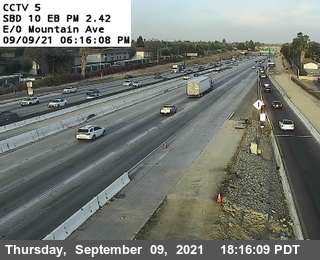 CCTV 5
SBD 10 EB PM 2.42
E/O Mountain Ave
09/09/21 06:16:08 PM
Thursday, September 09, 2021 18:16:09 PDT